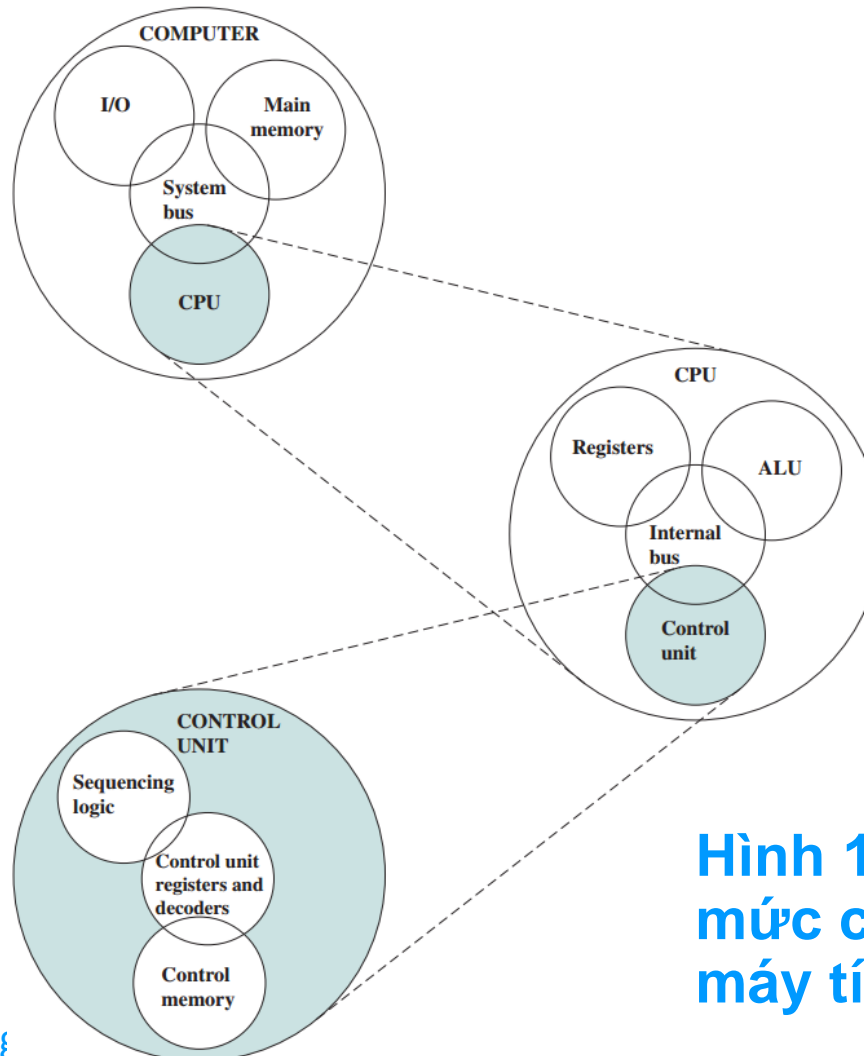 COMPUTER
I/O
Main
memory
System
bus
CPU
CPU
Registers
ALU
Internal
bus
Control
unit
CONTROL
UNIT
Sequencing
logic
Control unit
registers and
decoders
Control
memory
Hình 1
mức
máy